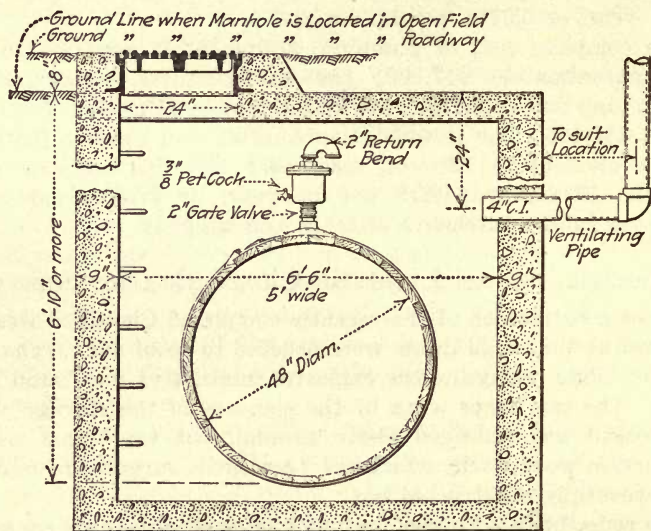 Ground Line when Manhole is Located in Open Field
Ground " " " " " " Roadway
8"
24"
2" Return
Bend
3/8 Pet Cock
2" Gate Valve
24"
To suit
Location
4" C.I.
Ventilating
Pipe
6'-10" or more
9"
6'-6"
5' wide
9"
48" Diam.